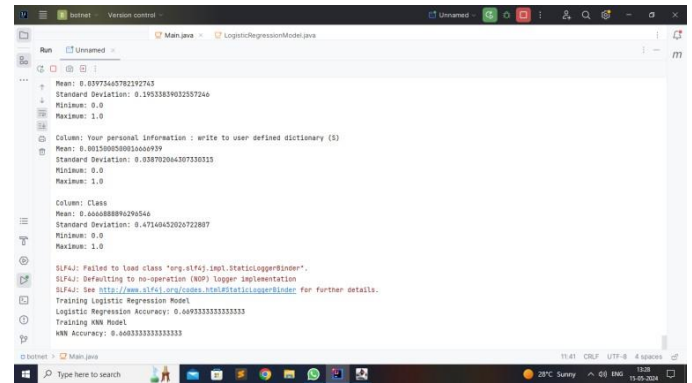 botnet
Version control
Unnamed
Main.java
LogisticRegressionModel.java
Run
Unnamed
m
Mean: 0.03973465782192743
Standard Deviation: 0.19533839032557246
Minimum: 0.0
Maximum: 1.0
Column: Your personal information : write to user defined dictionary (S)
Mean: 0.0015000500016666939
Standard Deviation: 0.038702064307330315
Minimum: 0.0
Maximum: 1.0
Column: Class
Mean: 0.6666888896296546
Standard Deviation: 0.47140452026722807
Minimum: 0.0
Maximum: 1.0
SLF4J: Failed to load class "org.slf4j.impl.StaticLoggerBinder".
SLF4J: Defaulting to no-operation (NOP) logger implementation
SLF4J: See http://www.slf4j.org/codes.html#StaticLoggerBinder for further details.
Training Logistic Regression Model
Logistic Regression Accuracy: 0.6693333333333333
Training KNN Model
KNN Accuracy: 0.6603333333333333
botnet > Main.java
11:41 CRLF UTF-8 4 spaces
Type here to search
28°C Sunny
ENG
13:28
15-05-2024